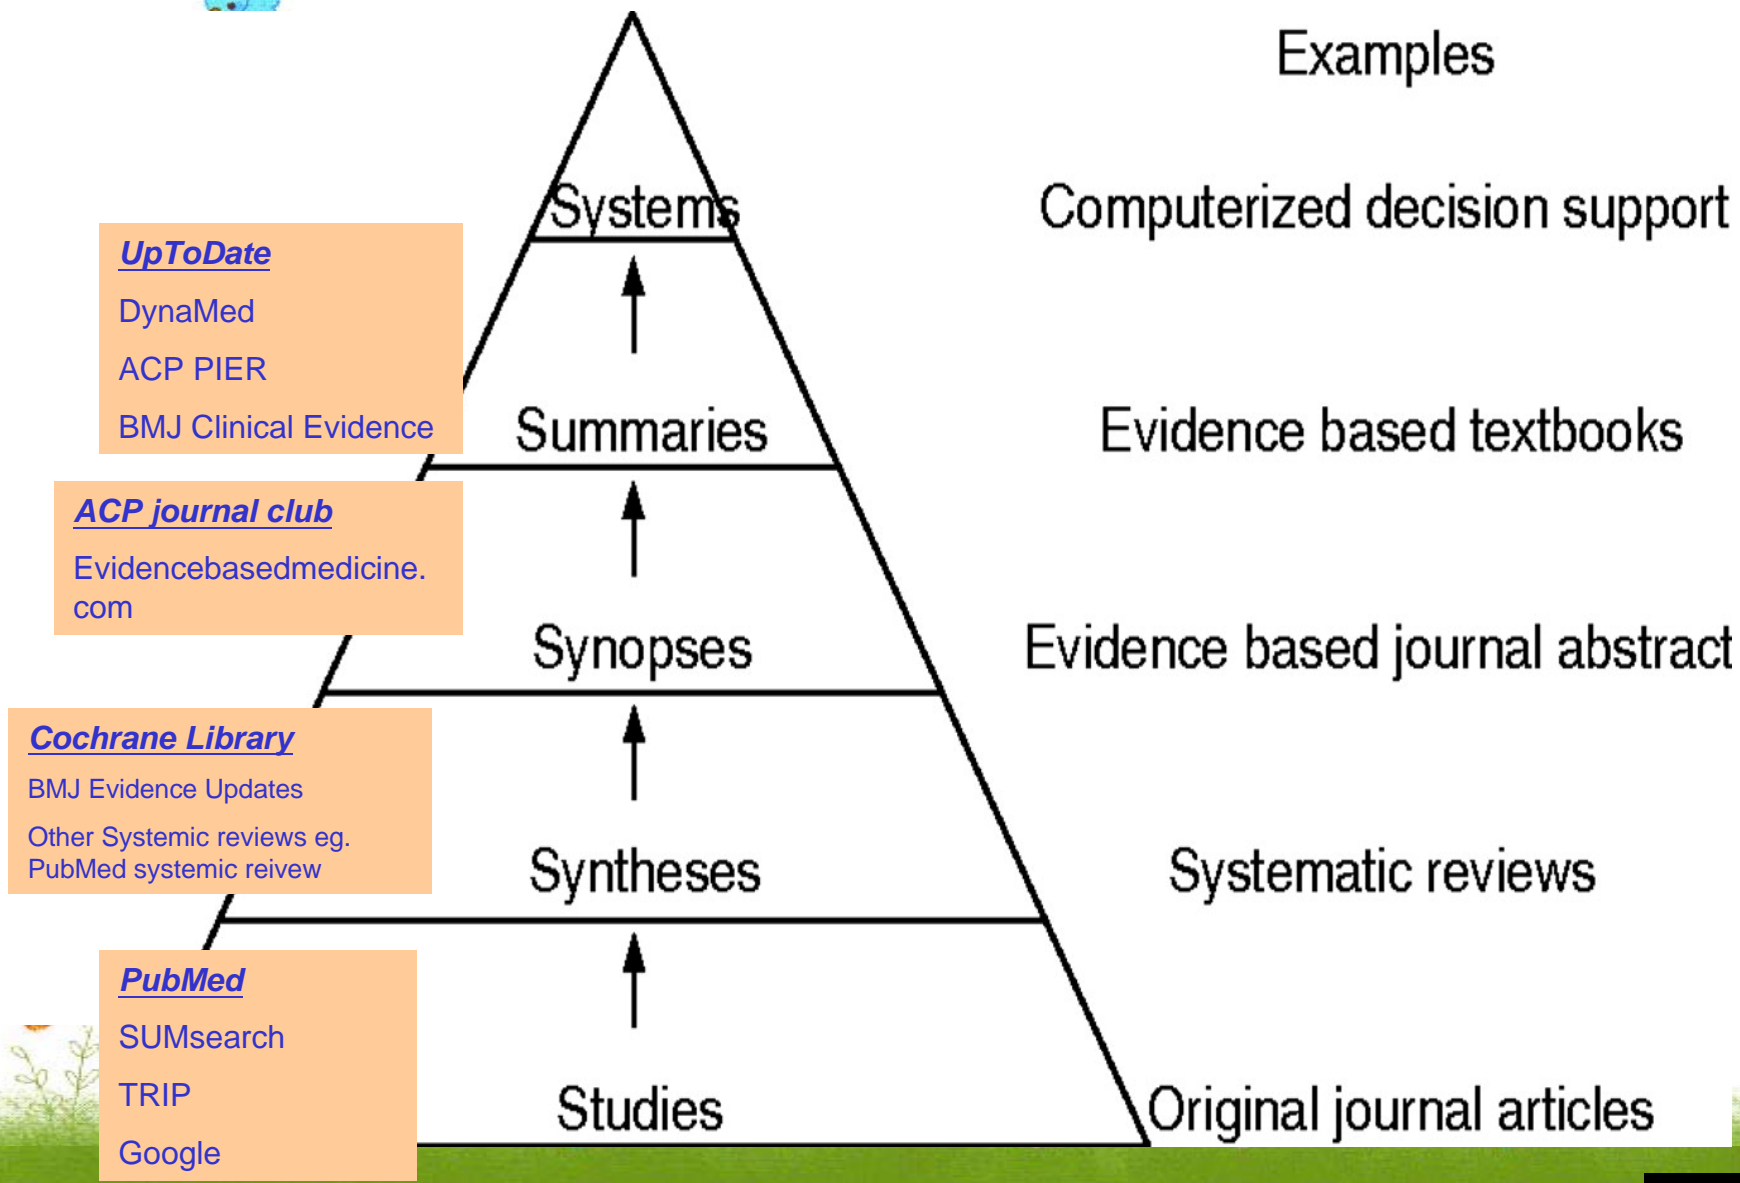 Examples
Systems
Computerized decision support
UpToDate
DynaMed
ACP PIER
BMJ Clinical Evidence
Summaries
Evidence based textbooks
ACP journal club
Evidencebasedmedicine.
com
Synopses
Evidence based journal abstract
Cochrane Library
BMJ Evidence Updates
Other Systemic reviews eg.
PubMed systemic reivew
Syntheses
Systematic reviews
PubMed
SUMsearch
TRIP
Google
Studies
Original journal articles